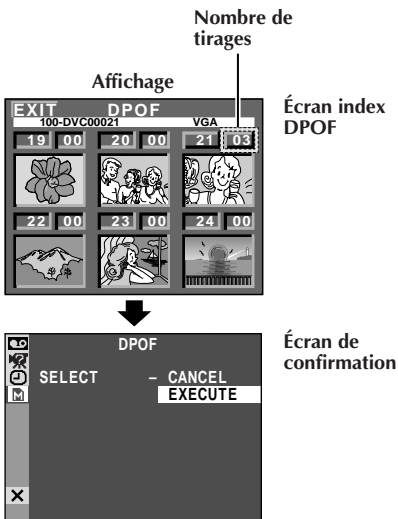 Nombre de
tirages
Affichage
Écran index
DPOF
EXIT DPOF
100-DVC00021 VGA
19 00 20 00 21 03
22 00 23 00 24 00
Écran de
confirmation
DPOF
SELECT – CANCEL
EXECUTE
M